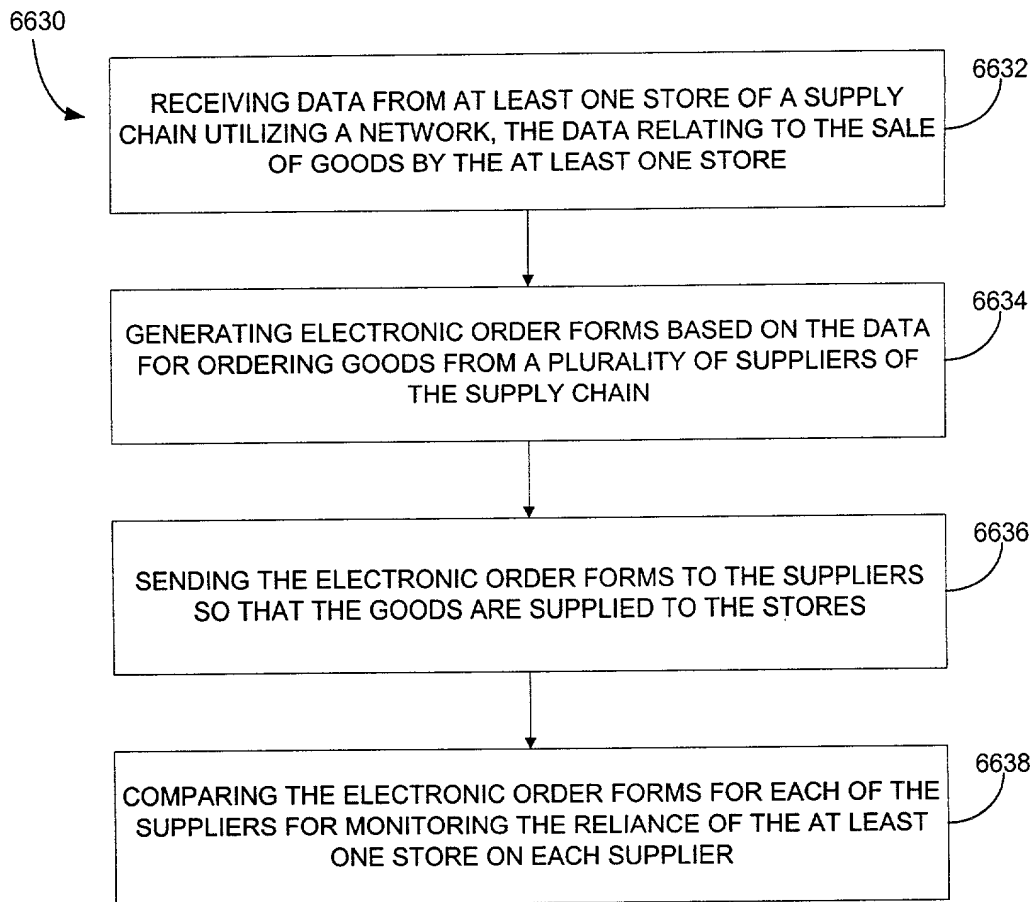 6630
6632
RECEIVING DATA FROM AT LEAST ONE STORE OF A SUPPLY
CHAIN UTILIZING A NETWORK, THE DATA RELATING TO THE SALE
OF GOODS BY THE AT LEAST ONE STORE
6634
GENERATING ELECTRONIC ORDER FORMS BASED ON THE DATA
FOR ORDERING GOODS FROM A PLURALITY OF SUPPLIERS OF
THE SUPPLY CHAIN
6636
SENDING THE ELECTRONIC ORDER FORMS TO THE SUPPLIERS
SO THAT THE GOODS ARE SUPPLIED TO THE STORES
6638
COMPARING THE ELECTRONIC ORDER FORMS FOR EACH OF THE
SUPPLIERS FOR MONITORING THE RELIANCE OF THE AT LEAST
ONE STORE ON EACH SUPPLIER